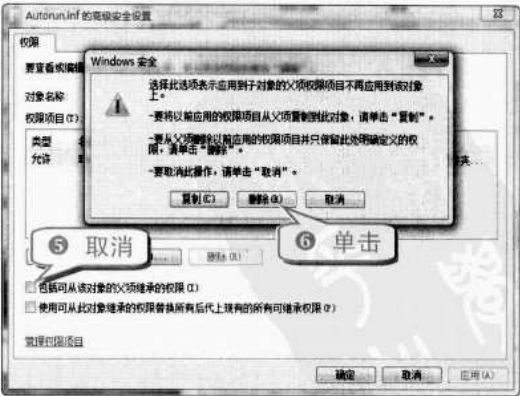 Autorun.inf 的高级安全设置
权限
要查看或编辑
对象名称
权限项目(T):
类型
允许
Windows 安全
选择此选项表示应用到子对象的父项权限项目不再应用到该对象
上。
-要将以前应用的权限项目从父项复制到此对象，请单击“复制”。
-要从父项删除以前应用的权限项目并只保留此处明确定义的权
限，请单击“删除”。
-要取消此操作，请单击“取消”。
复制(C)
删除(R)
取消
❺ 取消
❻ 单击
删除(R)
包括可从该对象的父项继承的权限(I)
使用可从此对象继承的权限替换所有后代上现有的所有可继承权限(P)
管理权限项目
确定
取消
应用(A)